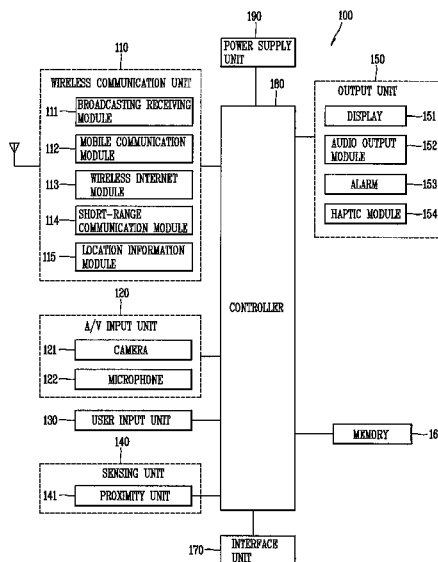 100
190
POWER SUPPLY
UNIT
110
WIRELESS COMMUNICATION UNIT
111
BROADCASTING RECEIVING
MODULE
112
MOBILE COMMUNICATION
MODULE
113
WIRELESS INTERNET
MODULE
114
SHORT-RANGE
COMMUNICATION MODULE
115
LOCATION INFORMATION
MODULE
120
A/V INPUT UNIT
121
CAMERA
122
MICROPHONE
130
USER INPUT UNIT
140
SENSING UNIT
141
PROXIMITY UNIT
180
CONTROLLER
150
OUTPUT UNIT
DISPLAY
151
AUDIO OUTPUT
MODULE
152
ALARM
153
HAPTIC MODULE
154
MEMORY
16
170
INTERFACE
UNIT